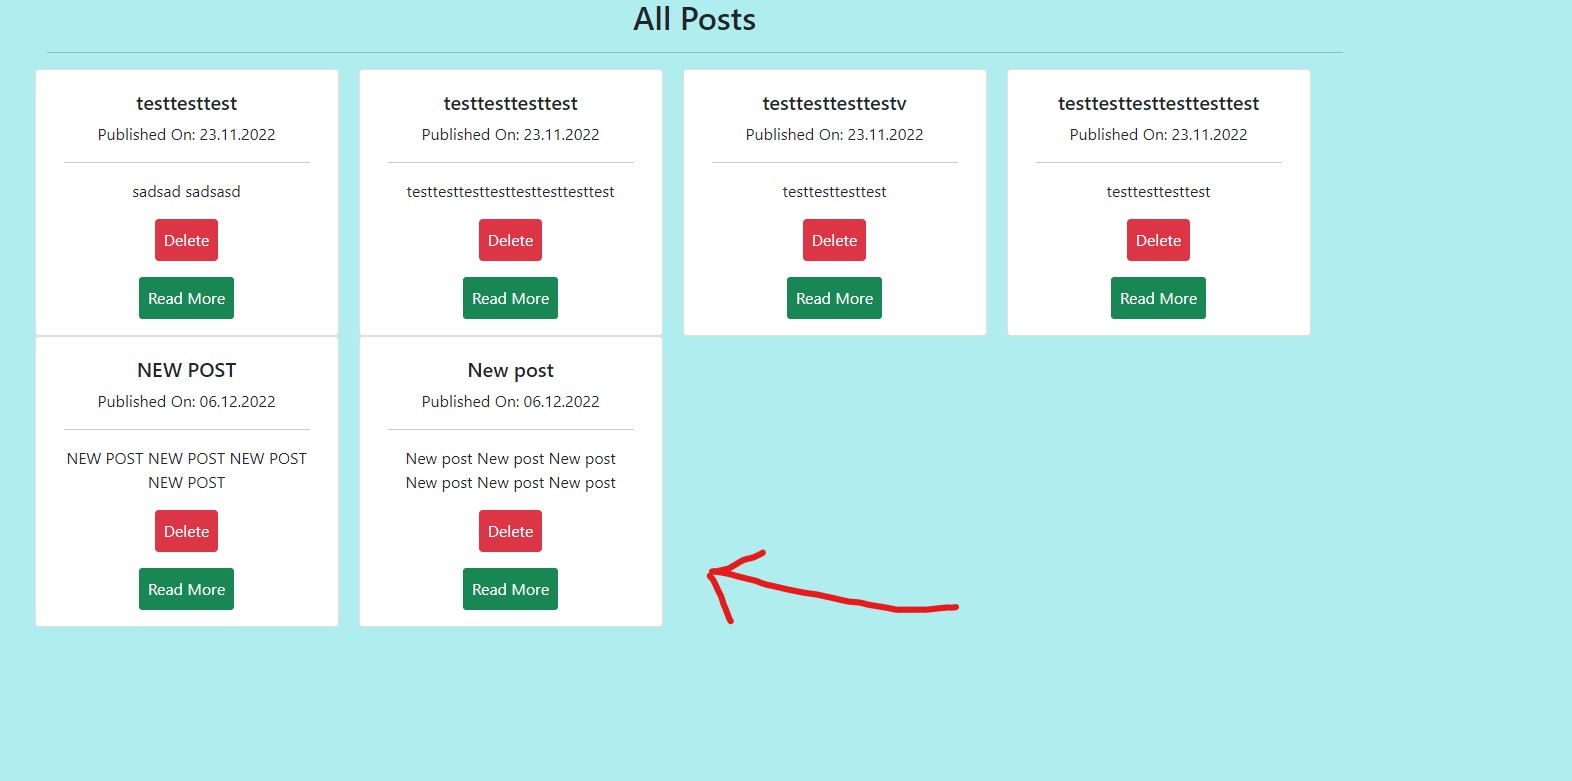 All Posts
testtesttest
Published On: 23.11.2022
sadsad sadsasd
Delete
Read More
testtesttesttest
Published On: 23.11.2022
testtesttesttesttesttesttesttest
Delete
Read More
testtesttesttestv
Published On: 23.11.2022
testtesttesttest
Delete
Read More
testtesttesttesttesttest
Published On: 23.11.2022
testtesttesttest
Delete
Read More
NEW POST
Published On: 06.12.2022
NEW POST NEW POST NEW POST
NEW POST
Delete
Read More
New post
Published On: 06.12.2022
New post New post New post
New post New post New post
Delete
Read More